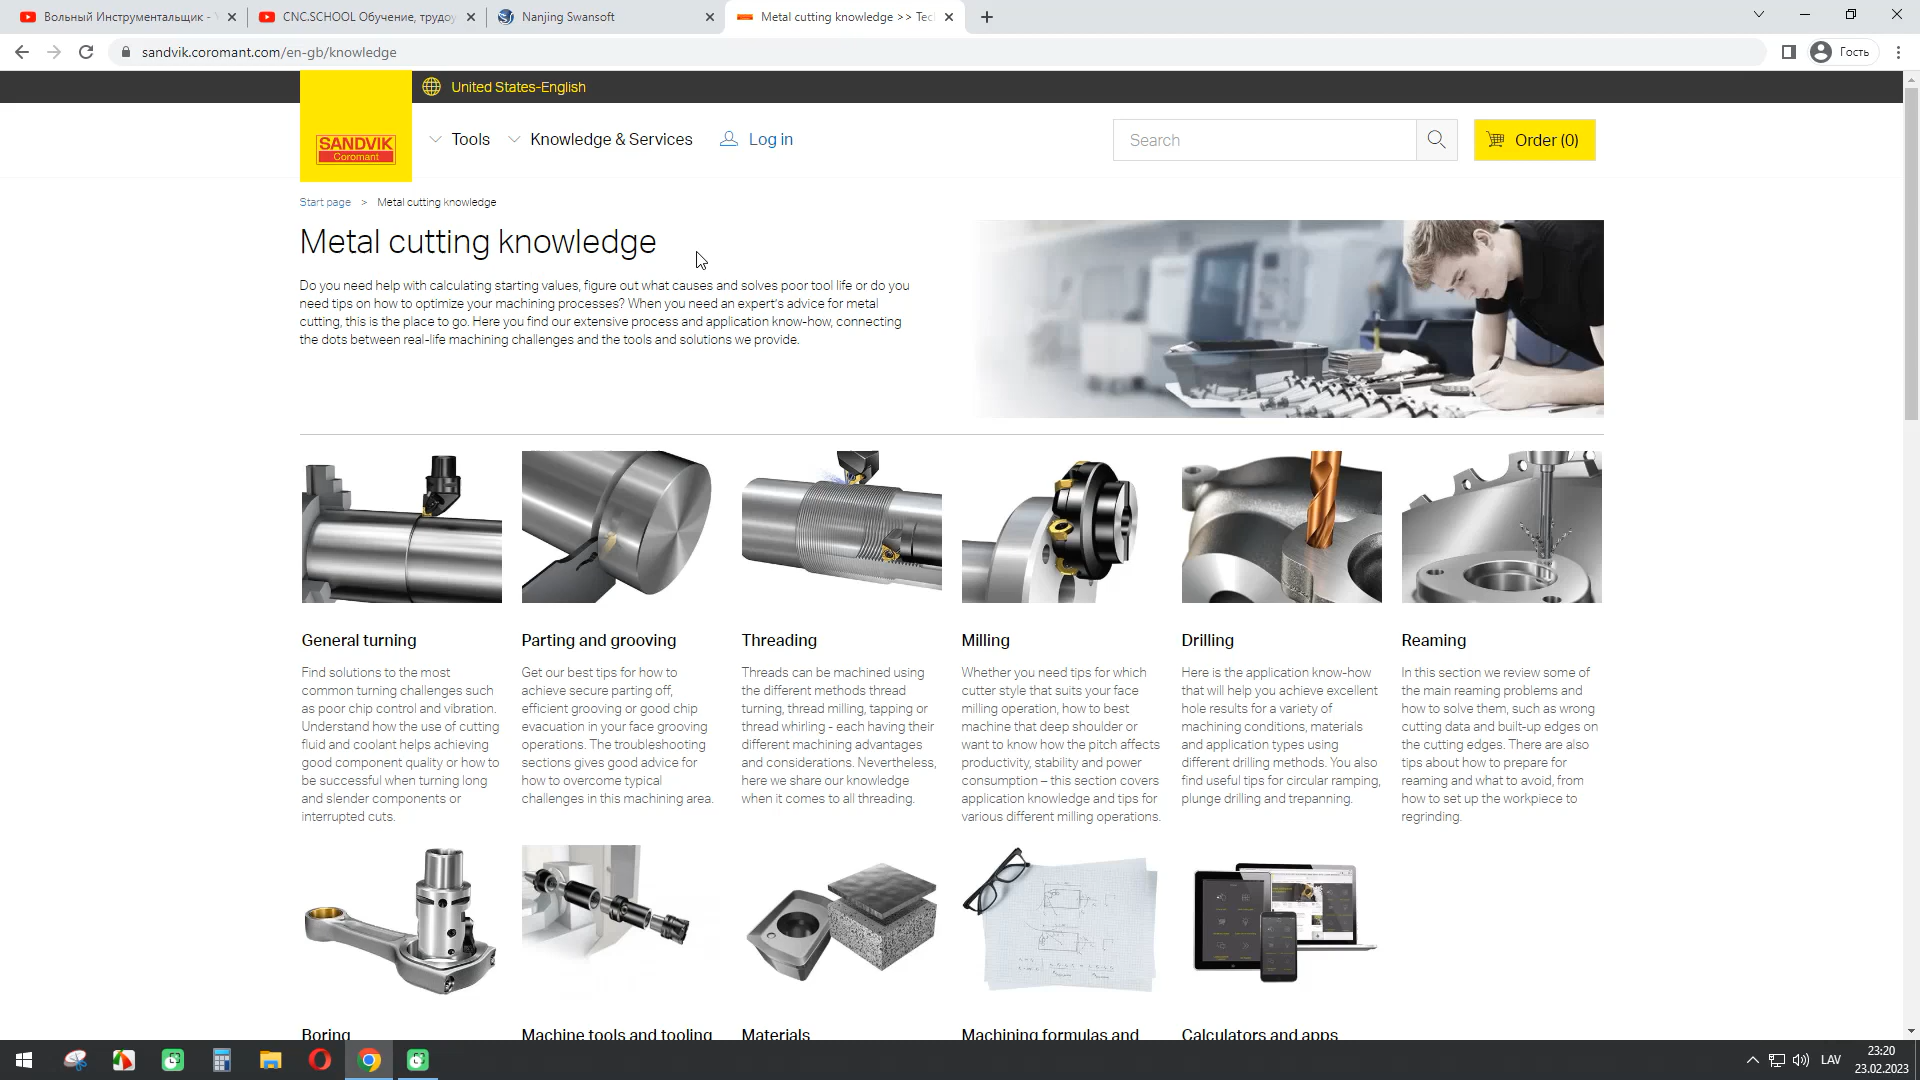 Вольный Инструментальщик -
CNC.SCHOOL Обучение, трудоу
Nanjing Swansoft
Metal cutting knowledge >> Tec
sandvik.coromant.com/en-gb/knowledge
Гость
United States-English
SANDVIK
Coromant
Tools
Knowledge & Services
Log in
Search
Order (0)
Start page > Metal cutting knowledge
Metal cutting knowledge
Do you need help with calculating starting values, figure out what causes and solves poor tool life or do you
need tips on how to optimize your machining processes? When you need an expert's advice for metal
cutting, this is the place to go. Here you find our extensive process and application know-how, connecting
the dots between real-life machining challenges and the tools and solutions we provide.
General turning
Find solutions to the most
common turning challenges such
as poor chip control and vibration.
Understand how the use of cutting
fluid and coolant helps achieving
good component quality or how to
be successful when turning long
and slender components or
interrupted cuts.
Parting and grooving
Get our best tips for how to
achieve secure parting off,
efficient grooving or good chip
evacuation in your face grooving
operations. The troubleshooting
sections gives good advice for
how to overcome typical
challenges in this machining area.
Threading
Threads can be machined using
the different methods thread
turning, thread milling, tapping or
thread whirling - each having their
different machining advantages
and considerations. Nevertheless,
here we share our knowledge
when it comes to all threading.
Milling
Whether you need tips for which
cutter style that suits your face
milling operation, how to best
machine that deep shoulder or
want to know how the pitch affects
productivity, stability and power
consumption – this section covers
application knowledge and tips for
various different milling operations.
Drilling
Here is the application know-how
that will help you achieve excellent
hole results for a variety of
machining conditions, materials
and application types using
different drilling methods. You also
find useful tips for circular ramping,
plunge drilling and trepanning.
Reaming
In this section we review some of
the main reaming problems and
how to solve them, such as wrong
cutting data and built-up edges on
the cutting edges. There are also
tips about how to prepare for
reaming and what to avoid, from
how to set up the workpiece to
regrinding.
Boring
Machine tools and tooling
Materials
Machining formulas and
Calculators and apps
LAV
23:20
23.02.2023